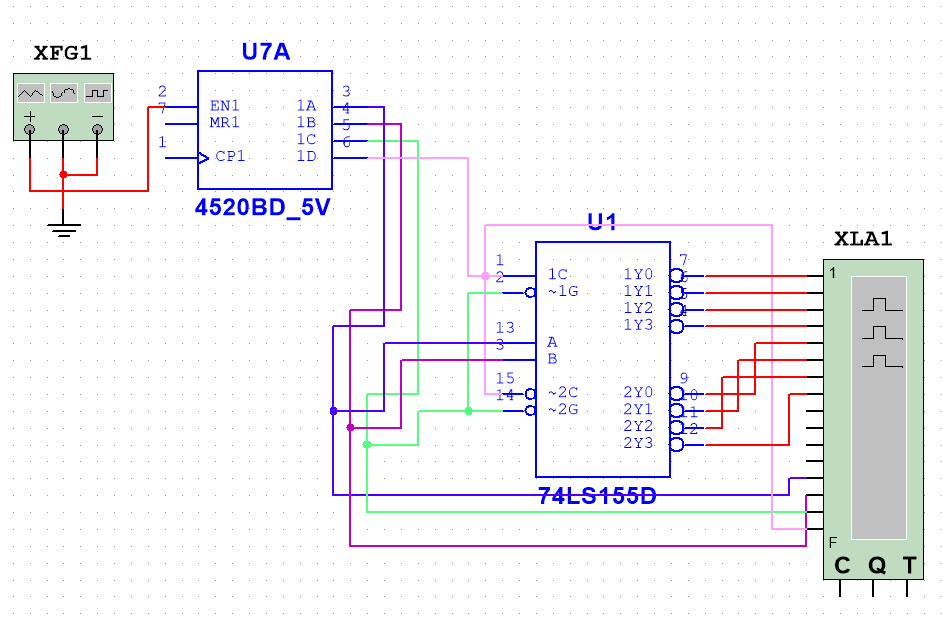 XFG1
+
−
U7A
2
7
1
EN1
MR1
CP1
1A
1B
1C
1D
3
4
5
6
4520BD_5V
U1
1
2
13
3
15
14
1C
~1G
A
B
~2C
~2G
1Y0
1Y1
1Y2
1Y3
2Y0
2Y1
2Y2
2Y3
7
6
5
4
9
10
11
12
74LS155D
XLA1
1
F
C Q T